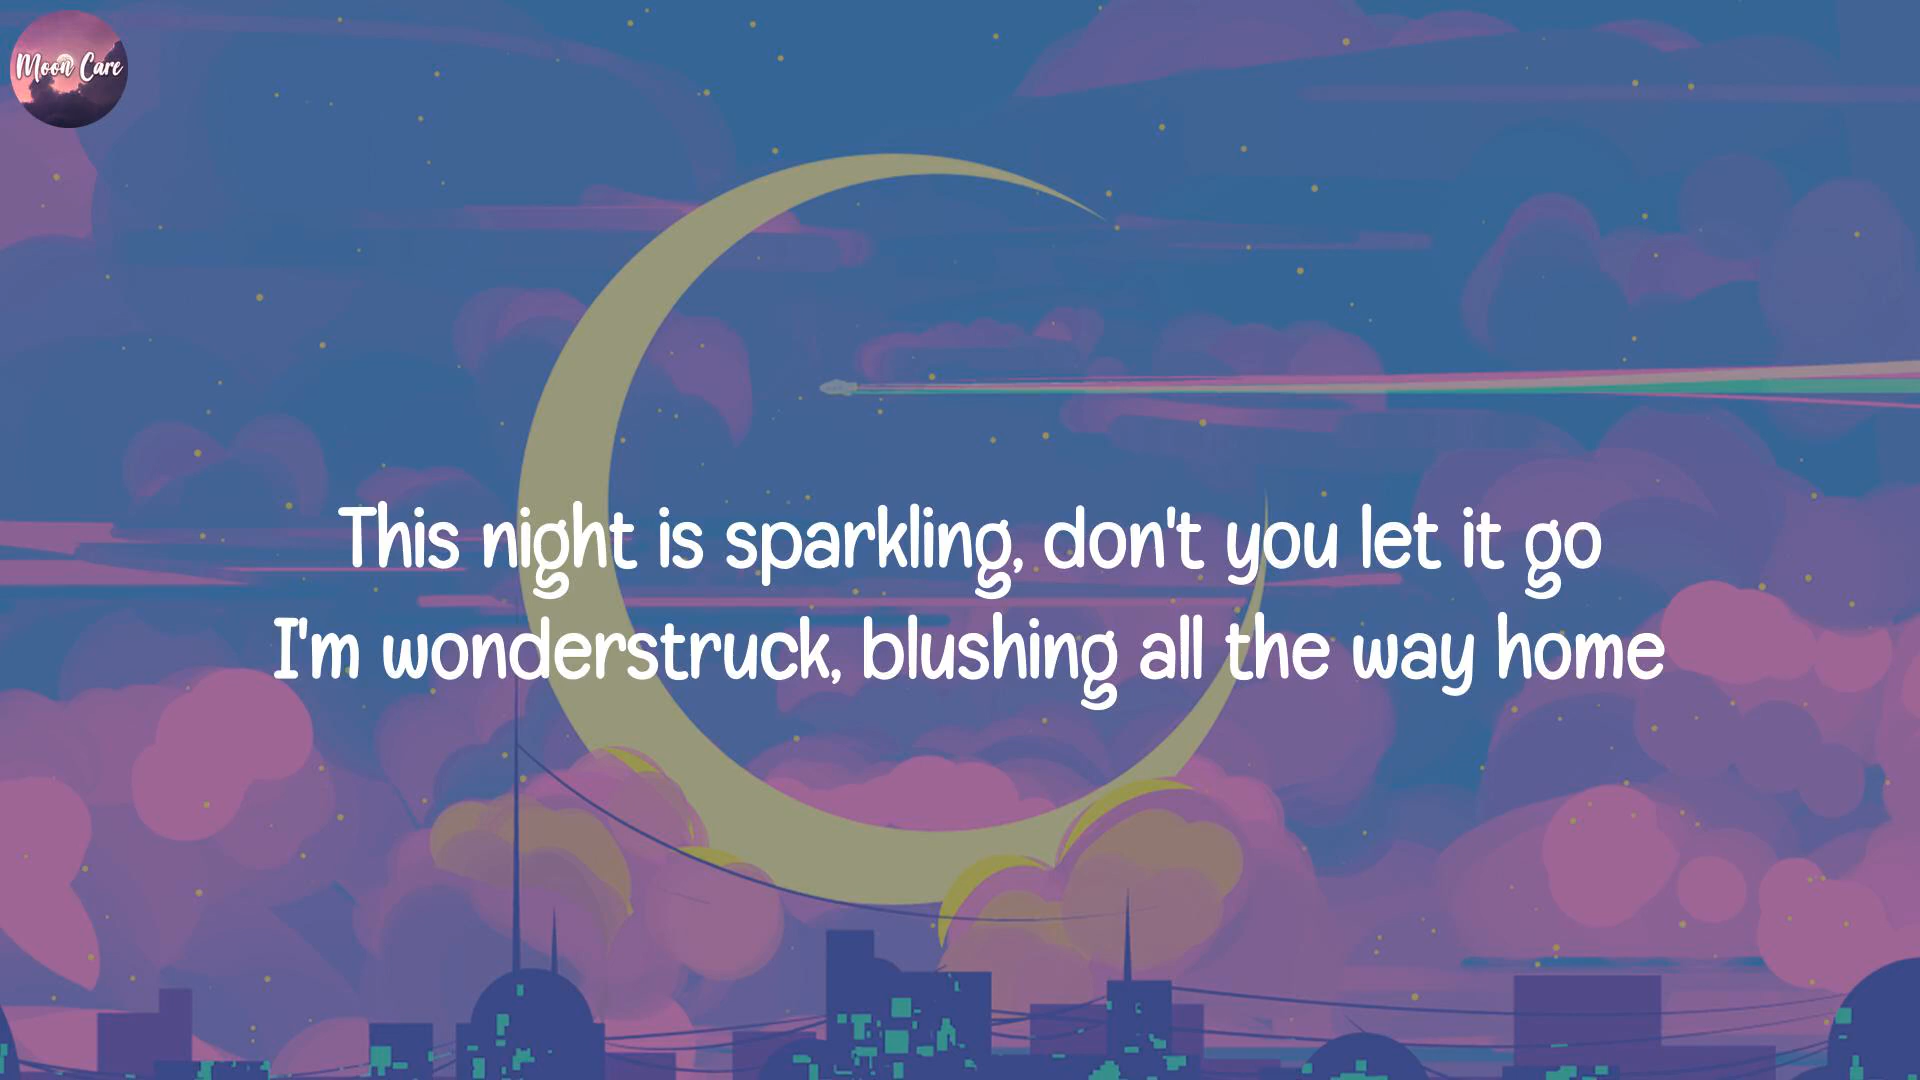 Moon Care
This night is sparkling, don't you let it go
I'm wonderstruck, blushing all the way home